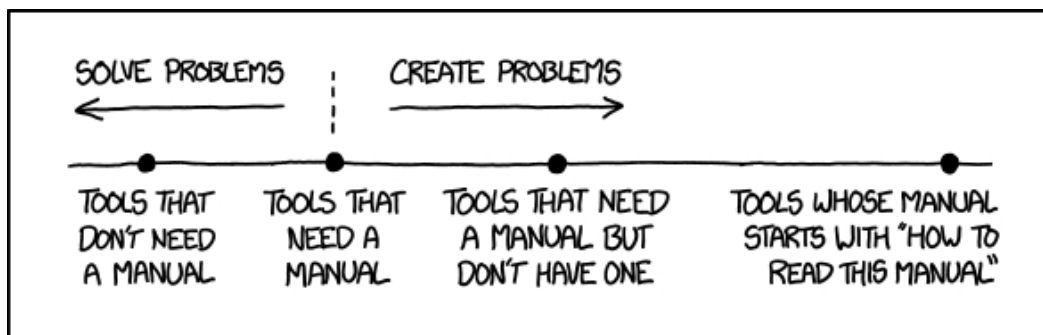 SOLVE PROBLEMS
CREATE PROBLEMS
TOOLS THAT
DON'T NEED
A MANUAL
TOOLS THAT
NEED A
MANUAL
TOOLS THAT NEED
A MANUAL BUT
DON'T HAVE ONE
TOOLS WHOSE MANUAL
STARTS WITH "HOW TO
READ THIS MANUAL"